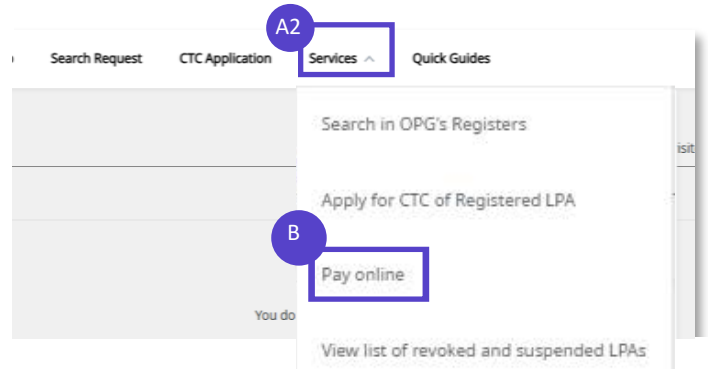 A2
Search Request CTC Application Services Quick Guides
Search in OPG's Registers
isit
Apply for CTC of Registered LPA
B
Pay online
You do
View list of revoked and suspended LPAs